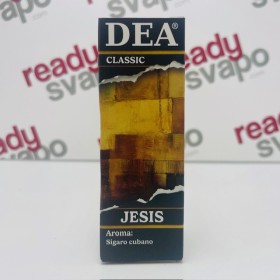 DEA®
CLASSIC
JESIS
Aroma:
Sigaro cubano
ready
svapo
ready
svapo
ready
svapo